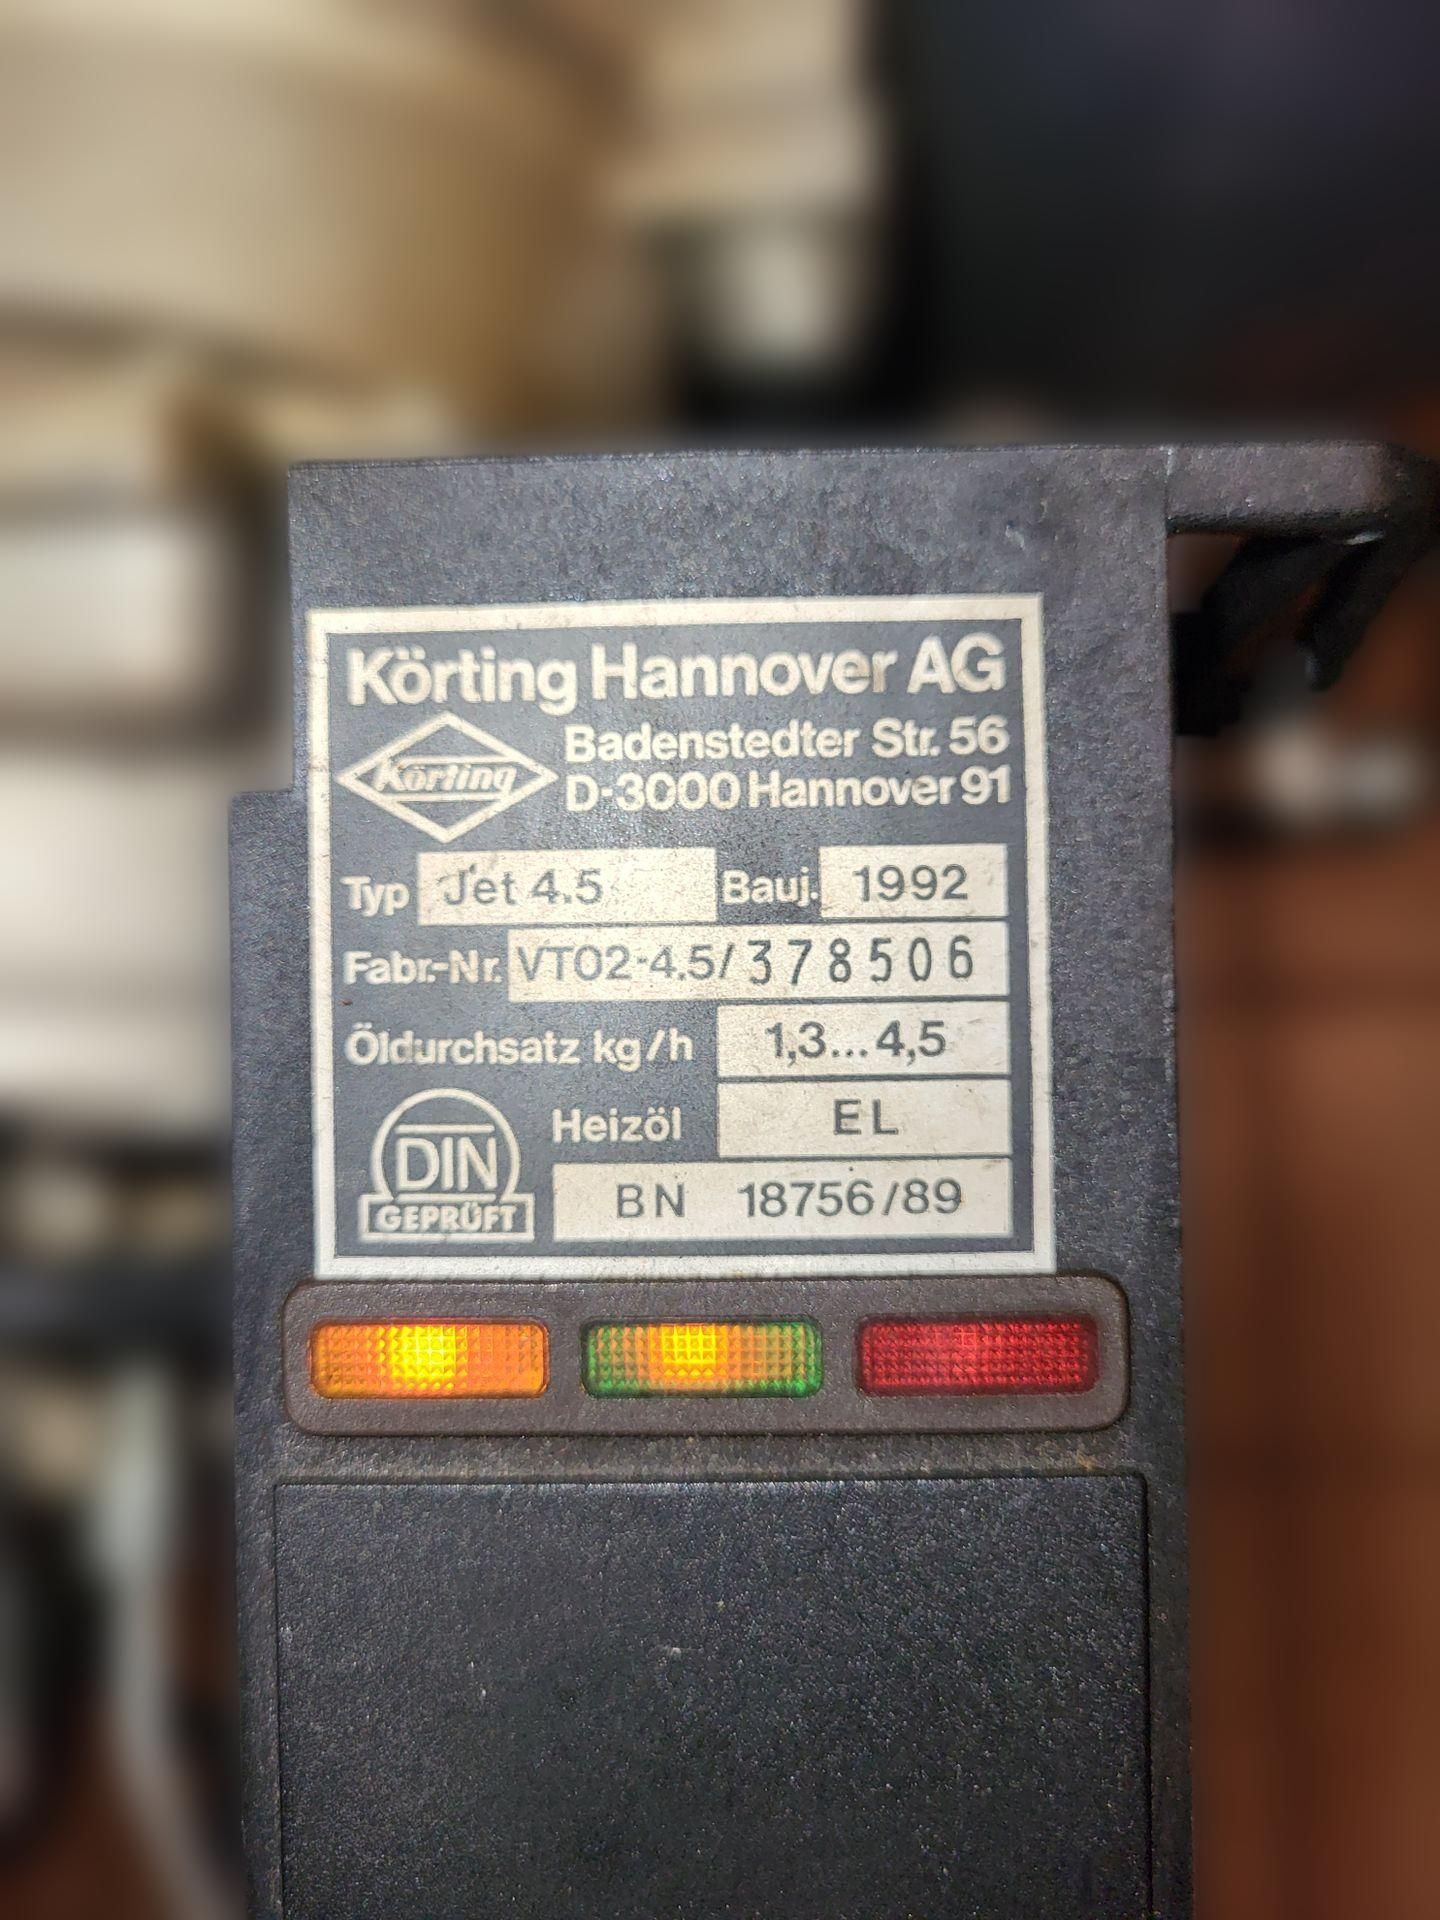 Körting Hannover AG
Körting
Badenstedter Str. 56
D-3000 Hannover 91
Typ Jet 4.5 Bauj. 1992
Fabr.-Nr. VTO2-4.5/378506
Öldurchsatz kg/h 1,3...4,5
Heizöl EL
DIN
GEPRÜFT
BN 18756/89